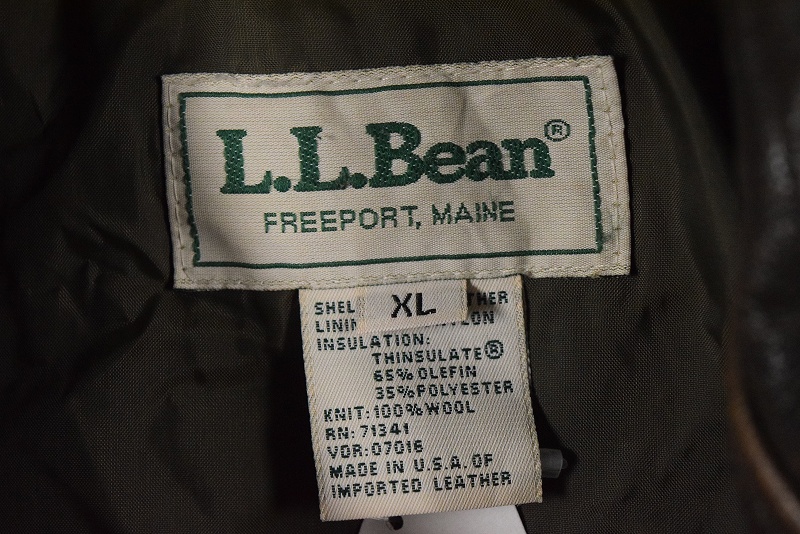 L.L.Bean®
FREEPORT, MAINE
XL
INSULATION:
THINSULATE®
65% OLEFIN
35% POLYESTER
KNIT: 100% WOOL
RN: 71341
VDR: 07016
MADE IN U.S.A. OF
IMPORTED LEATHER